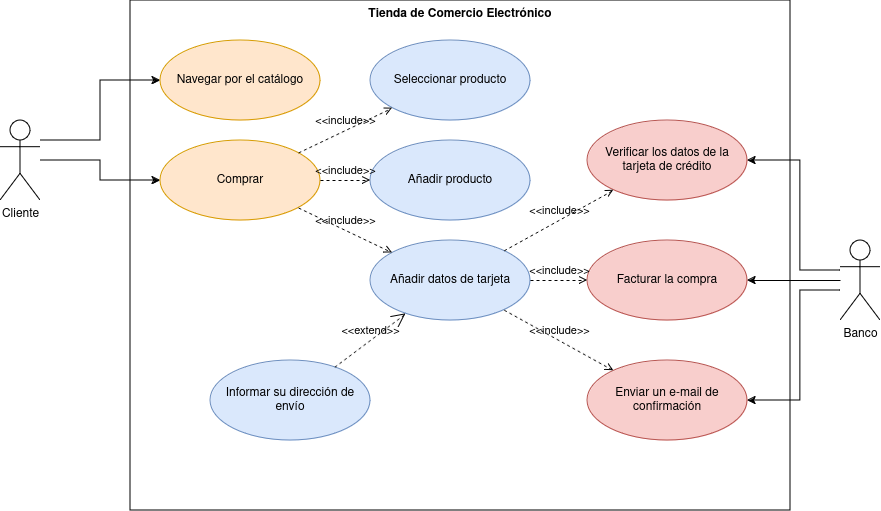 Tienda de Comercio Electrónico
Navegar por el catálogo
Seleccionar producto
<<include>>
Verificar los datos de la
tarjeta de crédito
Comprar
<<include>>
Añadir producto
<<include>>
<<include>>
Cliente
Añadir datos de tarjeta
<<include>>
Facturar la compra
<<extend>>
<<include>>
Banco
Informar su dirección de
envío
Enviar un e-mail de
confirmación